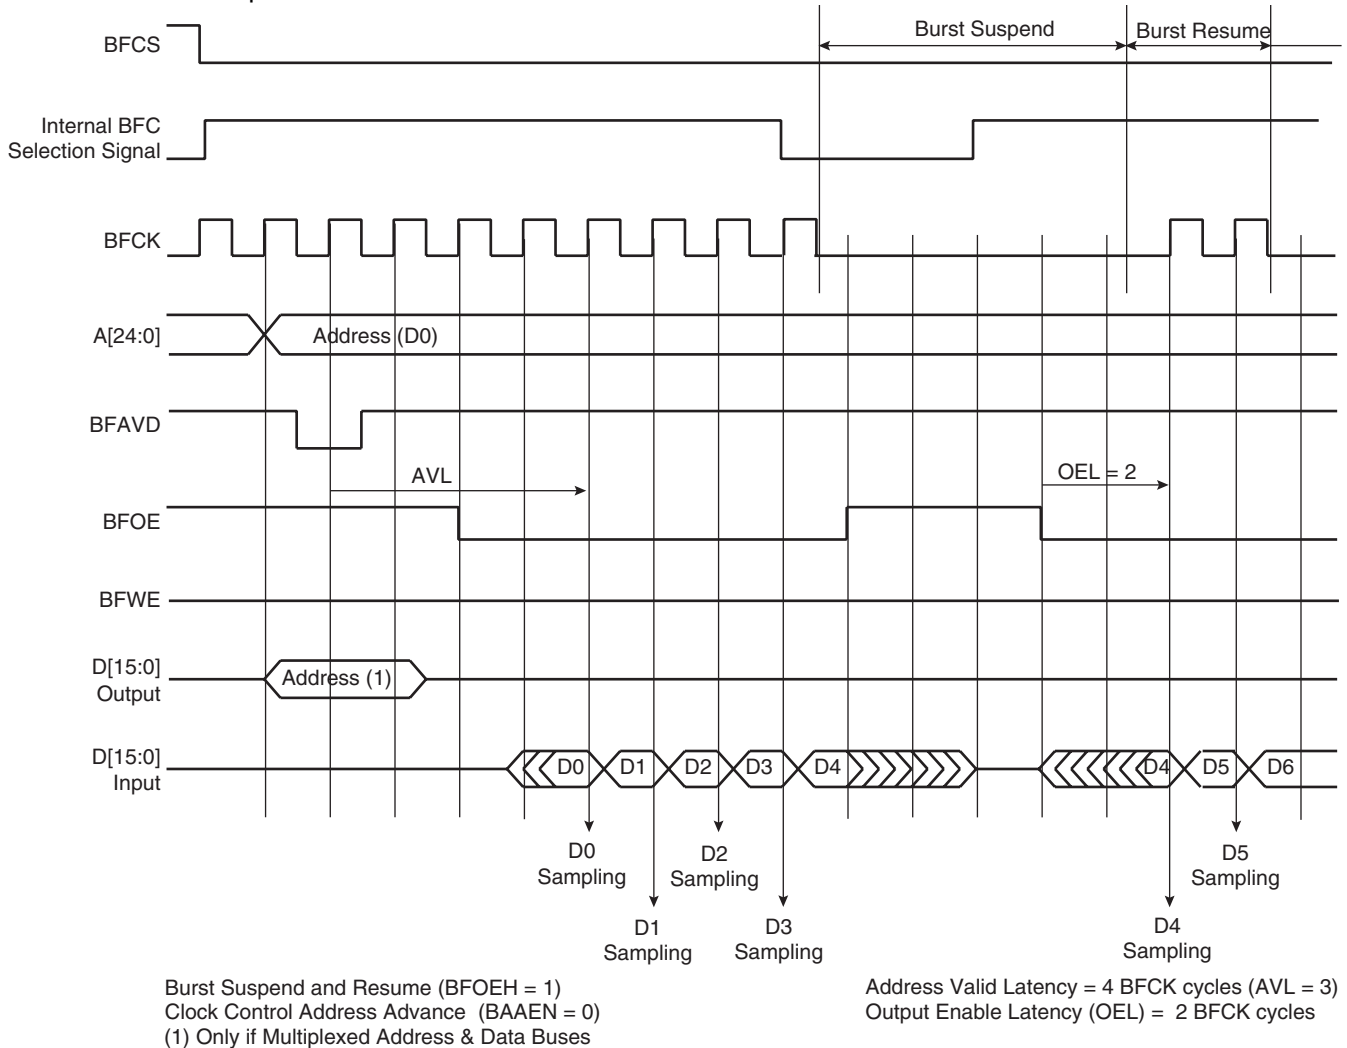 Burst Suspend
Burst Resume
BFCS
Internal BFC
Selection Signal
BFCK
A[24:0]
Address (D0)
BFAVD
AVL
OEL = 2
BFOE
BFWE
D[15:0]
Output
Address (1)
D[15:0]
Input
D0
D1
D2
D3
D4
D4
D5
D6
D0
Sampling
D2
Sampling
D5
Sampling
D1
Sampling
D3
Sampling
D4
Sampling
Burst Suspend and Resume (BFOEH = 1)
Clock Control Address Advance (BAAEN = 0)
(1) Only if Multiplexed Address & Data Buses
Address Valid Latency = 4 BFCK cycles (AVL = 3)
Output Enable Latency (OEL) = 2 BFCK cycles